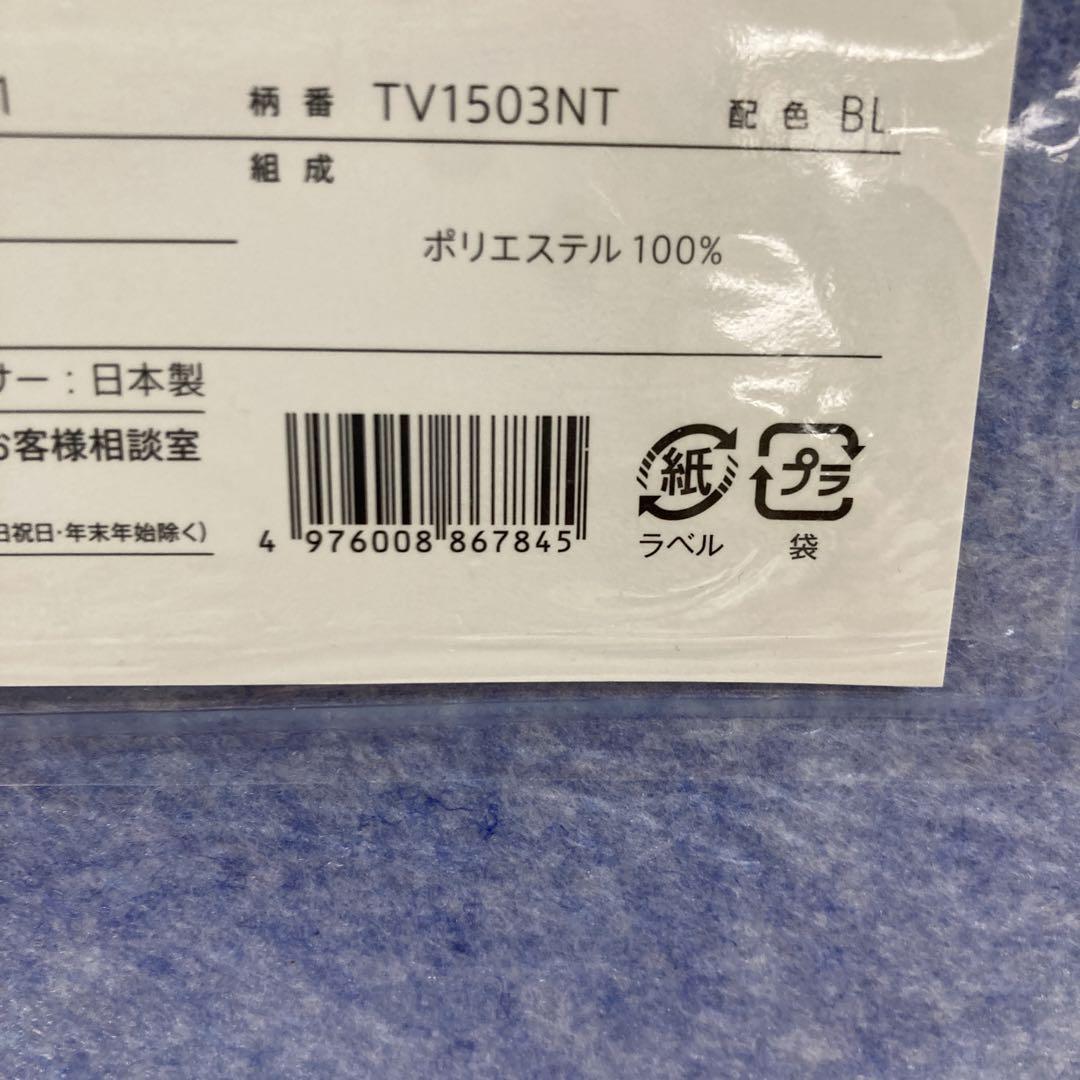 1 柄番 TV1503NT 配色 BL
組成
ポリエステル 100%
サー：日本製
お客様相談室
日祝日・年末年始除く)
4 976008 867845
紙 プラ
ラベル 袋